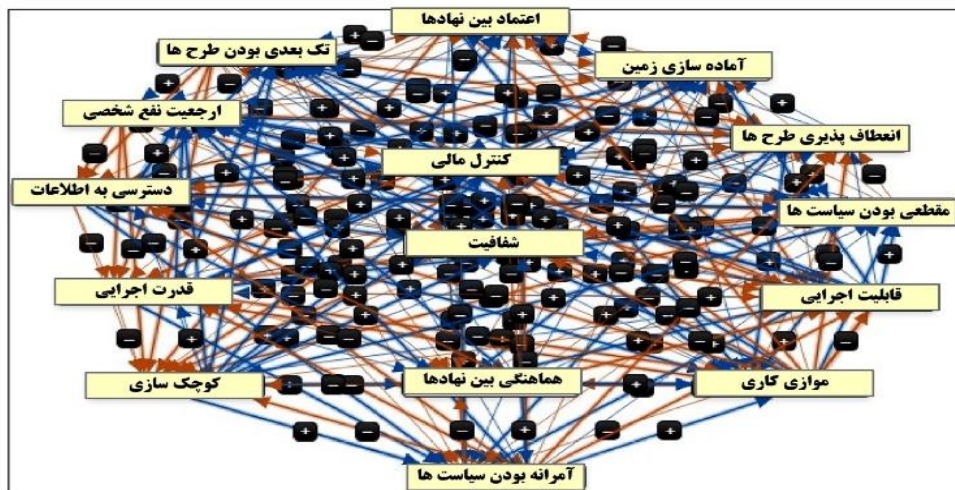 اعتماد بین نهادها
تک بعدی بودن طرح ها
آماده سازی زمین
ارجعیت نفع شخصی
انعطاف پذیری طرح ها
کنترل مالی
دسترسی به اطلاعات
مقطعی بودن سیاست ها
شفافیت
قدرت اجرایی
قابلیت اجرایی
کوچک سازی
هماهنگی بین نهادها
موازی کاری
آمرانه بودن سیاست ها